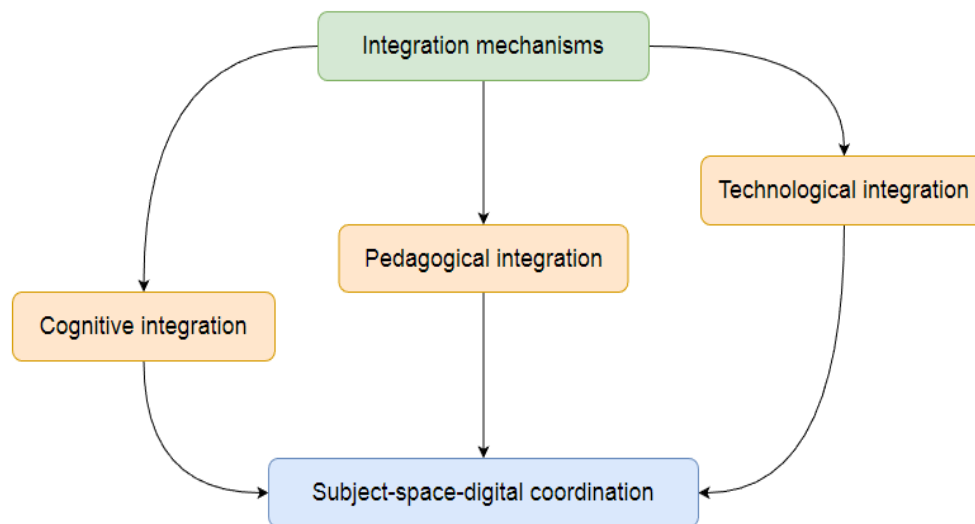 Integration mechanisms
Technological integration
Pedagogical integration
Cognitive integration
Subject-space-digital coordination